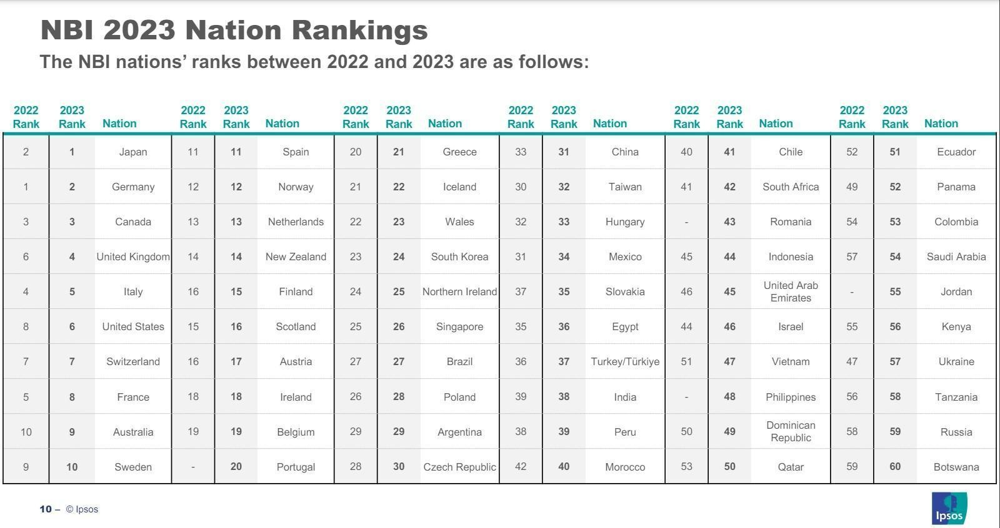 NBI 2023 Nation Rankings
The NBI nations’ ranks between 2022 and 2023 are as follows:
2022 Rank 2023 Rank Nation 2022 Rank 2023 Rank Nation 2022 Rank 2023 Rank Nation 2022 Rank 2023 Rank Nation 2022 Rank 2023 Rank Nation 2022 Rank 2023 Rank Nation
2 1 Japan 11 11 Spain 20 21 Greece 33 31 China 40 41 Chile 52 51 Ecuador
1 2 Germany 12 12 Norway 21 22 Iceland 30 32 Taiwan 41 42 South Africa 49 52 Panama
3 3 Canada 13 13 Netherlands 22 23 Wales 32 33 Hungary - 43 Romania 54 53 Colombia
6 4 United Kingdom 14 14 New Zealand 23 24 South Korea 31 34 Mexico 45 44 Indonesia 57 54 Saudi Arabia
4 5 Italy 16 15 Finland 24 25 Northern Ireland 37 35 Slovakia 46 45 United Arab Emirates - 55 Jordan
8 6 United States 15 16 Scotland 25 26 Singapore 35 36 Egypt 44 46 Israel 55 56 Kenya
7 7 Switzerland 16 17 Austria 27 27 Brazil 36 37 Turkey/Türkiye 51 47 Vietnam 47 57 Ukraine
5 8 France 18 18 Ireland 26 28 Poland 39 38 India - 48 Philippines 56 58 Tanzania
10 9 Australia 19 19 Belgium 29 29 Argentina 38 39 Peru 50 49 Dominican Republic 58 59 Russia
9 10 Sweden - 20 Portugal 28 30 Czech Republic 42 40 Morocco 53 50 Qatar 59 60 Botswana
10 – © Ipsos
Ipsos